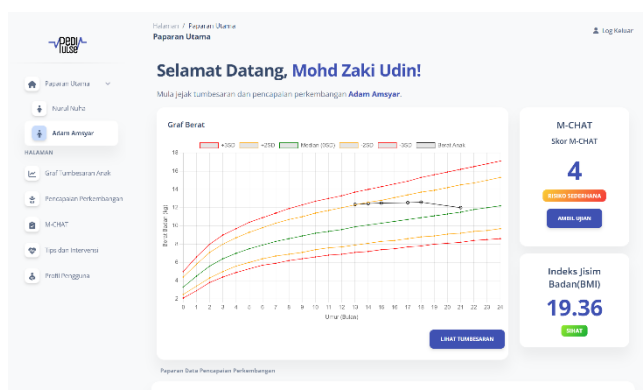 PEDI
PULSE
Halaman / Paparan Utama
Paparan Utama
Log Keluar
Selamat Datang, Mohd Zaki Udin!
Mula jejak tumbesaran dan pencapaian perkembangan Adam Amsyar.
Paparan Utama
Nurul Nuha
Adam Amsyar
HALAMAN
Graf Tumbesaran Anak
Pencapaian Perkembangan
M-CHAT
Tips dan Intervensi
Profil Pengguna
Graf Berat
+3SD +2SD Median (0SD) -2SD -3SD Berat Anak
18
16
14
12
10
8
6
4
2
Berat Badan (kg)
0 1 2 3 4 5 6 7 8 9 10 11 12 13 14 15 16 17 18 19 20 21 22 23 24
Umur (Bulan)
LIHAT TUMBESARAN
M-CHAT
Skor M-CHAT
4
RISIKO SEDERHANA
AMBIL UJIAN
Indeks Jisim
Badan(BMI)
19.36
SIHAT
Paparan Data Pencapaian Perkembangan